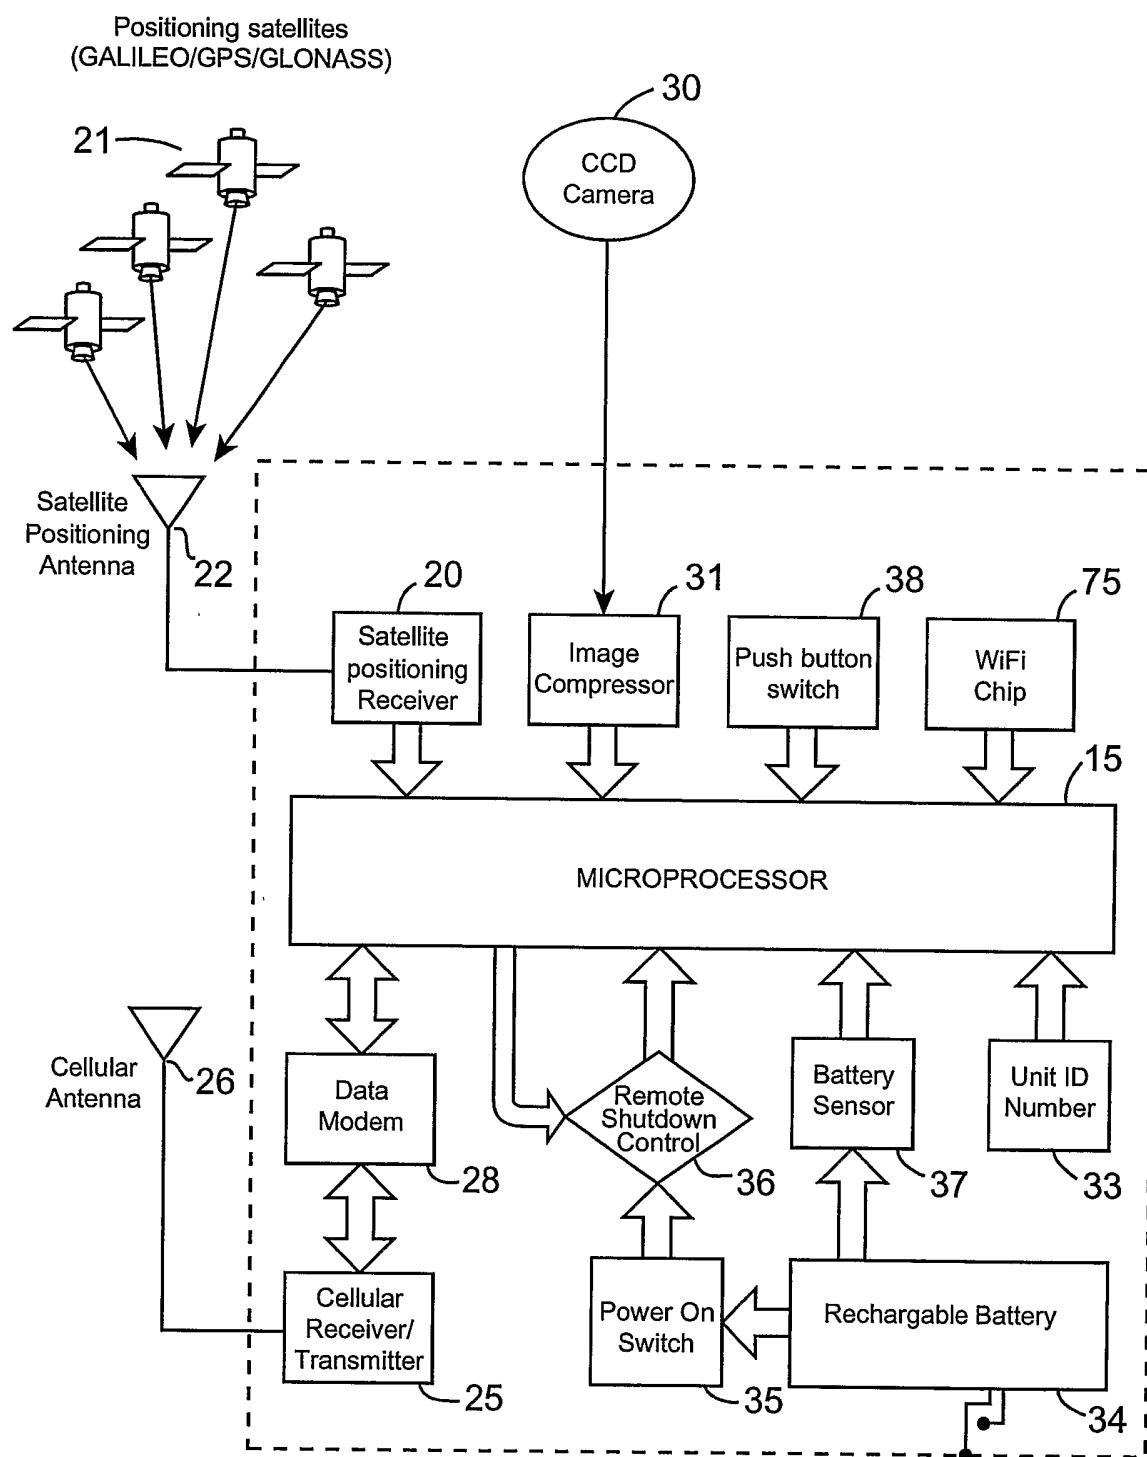 Positioning satellites
(GALILEO/GPS/GLONASS)
21
30
CCD
Camera
Satellite
Positioning
Antenna
22
20
31
38
75
Satellite
positioning
Receiver
Image
Compressor
Push button
switch
WiFi
Chip
15
MICROPROCESSOR
Cellular
Antenna
26
Data
Modem
28
Remote
Shutdown
Control
36
Battery
Sensor
37
Unit ID
Number
33
Cellular
Receiver/
Transmitter
25
Power On
Switch
35
Rechargable Battery
34